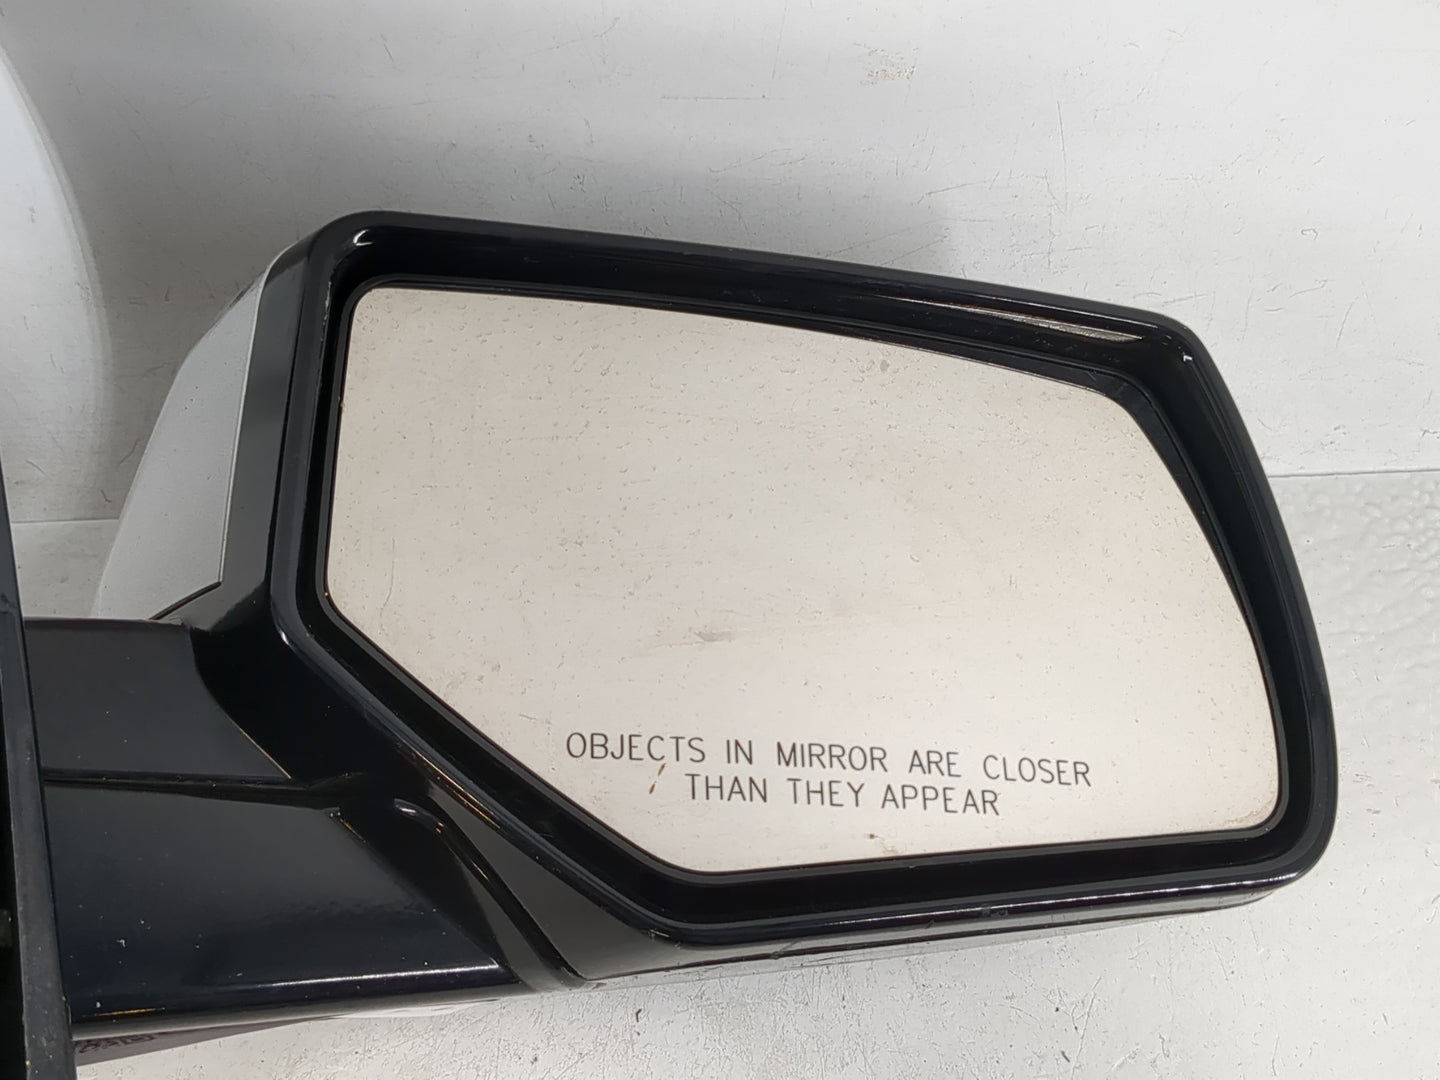 OBJECTS IN MIRROR ARE CLOSER
THAN THEY APPEAR